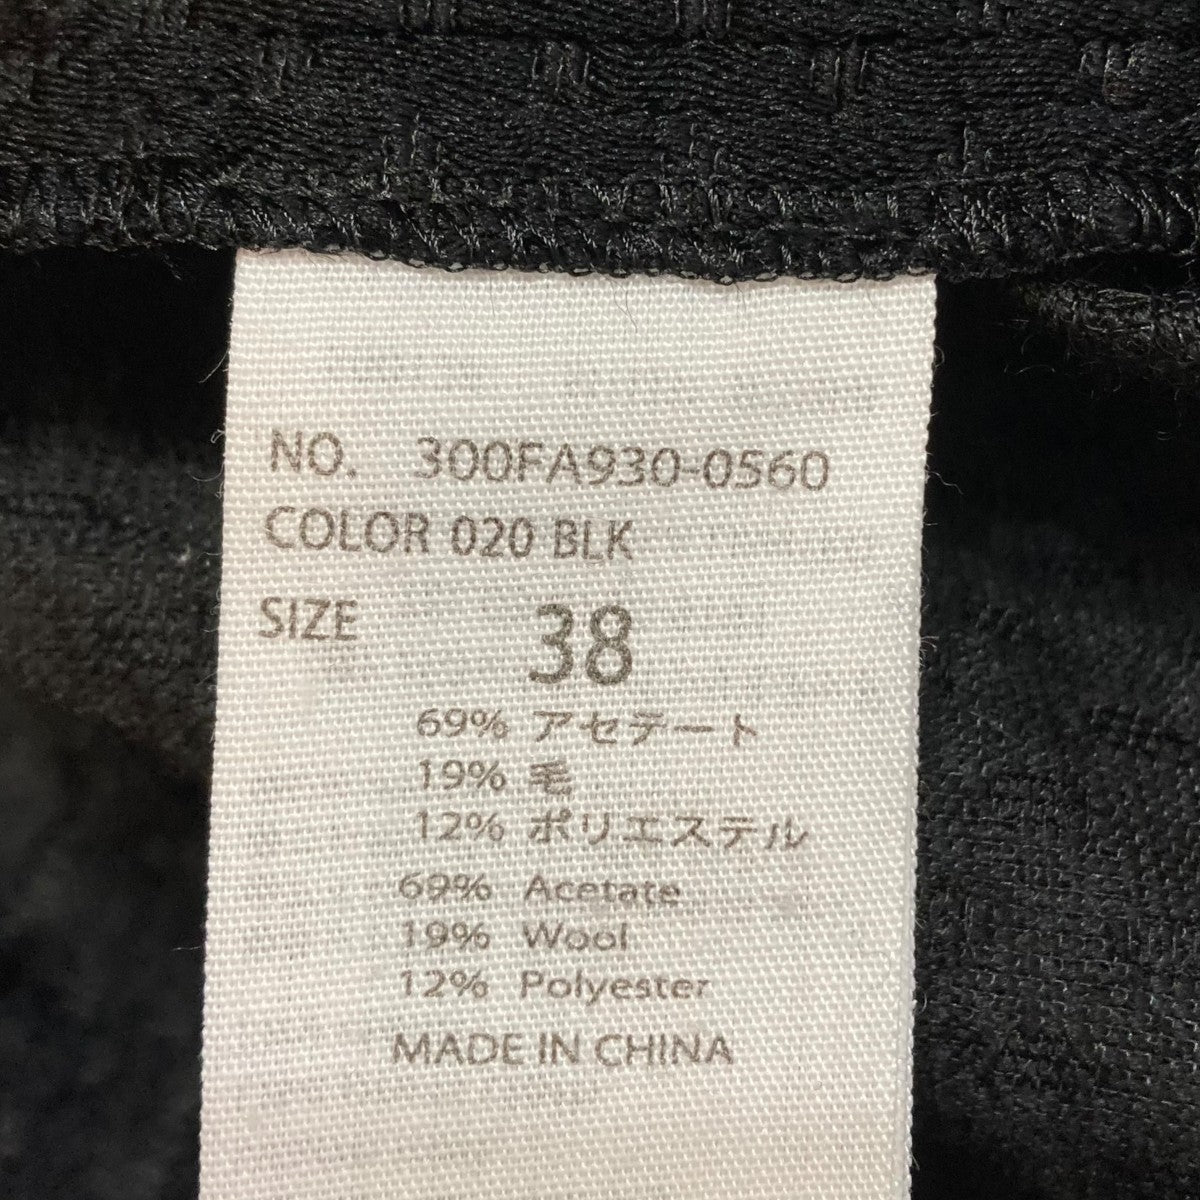 NO. 300FA930-0560
COLOR 020 BLK
SIZE 38
69% アセテート
19% 毛
12% ポリエステル
69% Acetate
19% Wool
12% Polyester
MADE IN CHINA